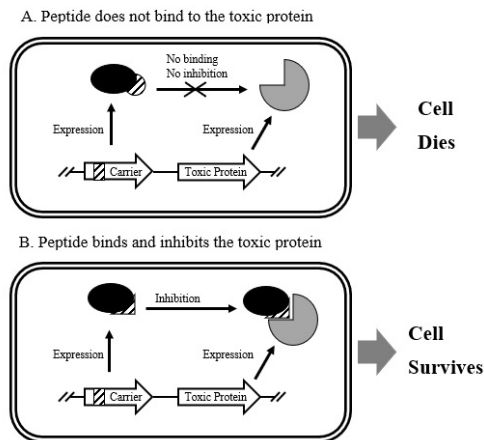 A. Peptide does not bind to the toxic protein
No binding
No inhibition
Expression
Expression
Carrier
Toxic Protein
Cell
Dies
B. Peptide binds and inhibits the toxic protein
Inhibition
Expression
Expression
Carrier
Toxic Protein
Cell
Survives